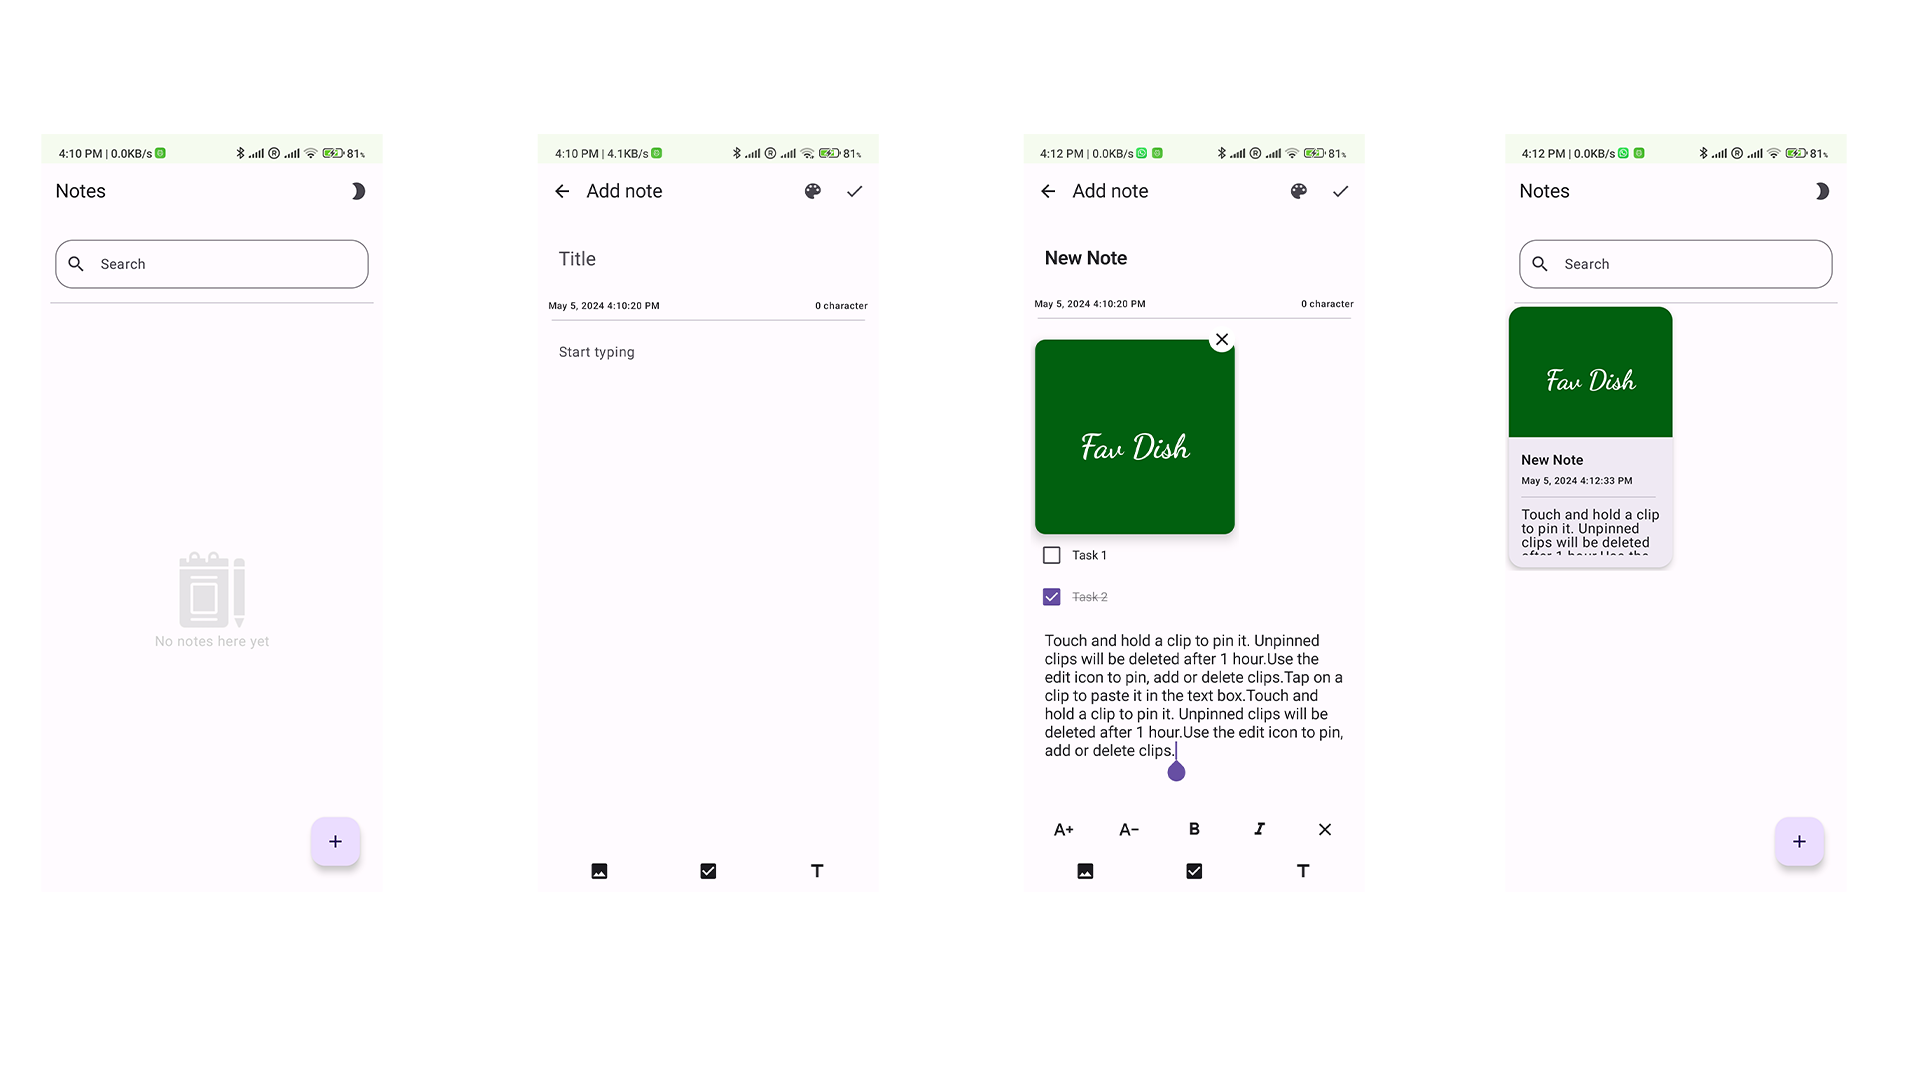 4:10 PM | 0.0KB/s
81%
Notes
Search
No notes here yet
+
4:10 PM | 4.1KB/s
81%
Add note
Title
May 5, 2024 4:10:20 PM
0 character
Start typing
T
4:12 PM | 0.0KB/s
81%
Add note
New Note
May 5, 2024 4:10:20 PM
0 character
Fav Dish
Task 1
Task 2
Touch and hold a clip to pin it. Unpinned
clips will be deleted after 1 hour.Use the
edit icon to pin, add or delete clips.Tap on a
clip to paste it in the text box.Touch and
hold a clip to pin it. Unpinned clips will be
deleted after 1 hour.Use the edit icon to pin,
add or delete clips.
A+ A- B I
T
4:12 PM | 0.0KB/s
81%
Notes
Search
Fav Dish
New Note
May 5, 2024 4:12:33 PM
Touch and hold a clip
to pin it. Unpinned
clips will be deleted
after 1 hour.Use the
+